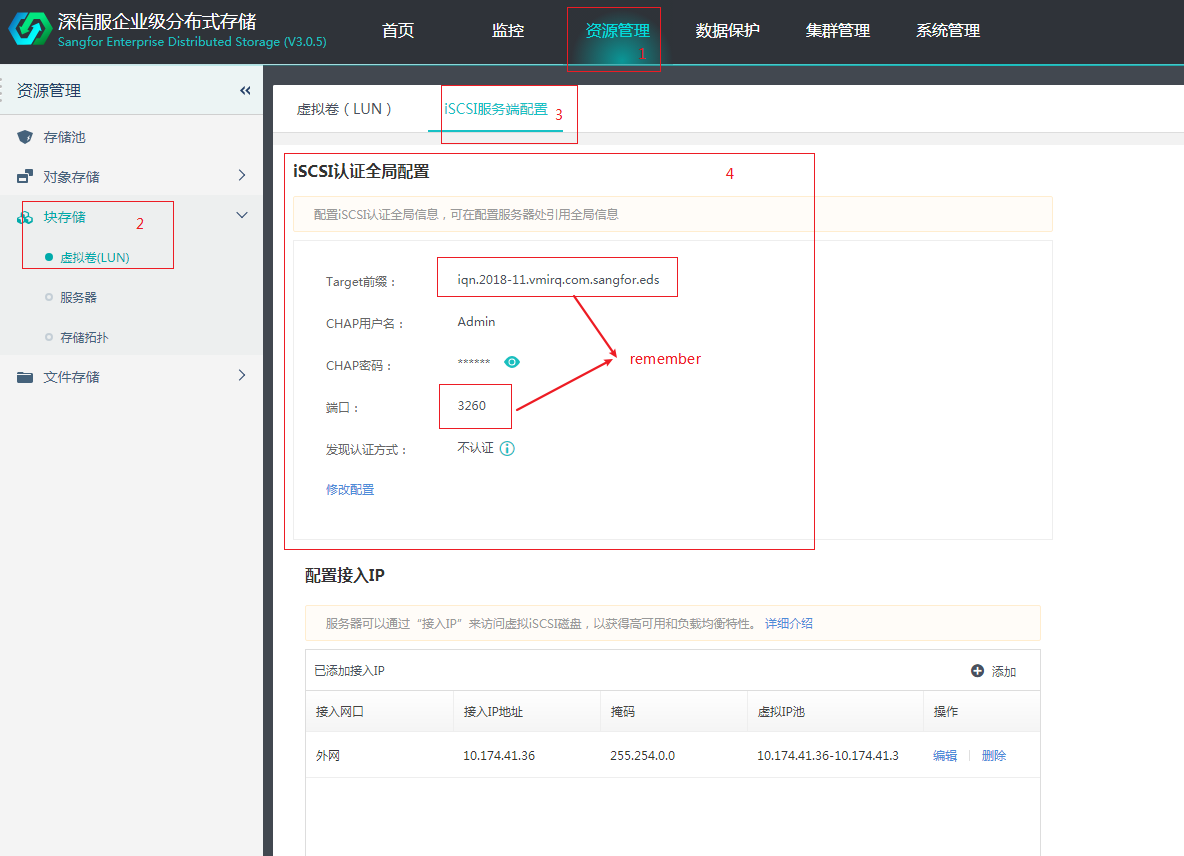 深信服企业级分布式存储
Sangfor Enterprise Distributed Storage (V3.0.5)
首页 监控 资源管理 数据保护 集群管理 系统管理
1
资源管理 «
存储池
对象存储
块存储 2
虚拟卷(LUN)
服务器
存储拓扑
文件存储
虚拟卷（LUN） iSCSI服务端配置 3
iSCSI认证全局配置 4
配置iSCSI认证全局信息，可在配置服务器处引用全局信息
Target前缀： iqn.2018-11.vmirq.com.sangfor.eds
CHAP用户名： Admin
CHAP密码： ******
remember
端口： 3260
发现认证方式： 不认证
修改配置
配置接入IP
服务器可以通过“接入IP”来访问虚拟iSCSI磁盘，以获得高可用和负载均衡特性。 详细介绍
已添加接入IP 添加
接入网口 接入IP地址 掩码 虚拟IP池 操作
外网 10.174.41.36 255.254.0.0 10.174.41.36-10.174.41.3 编辑 删除